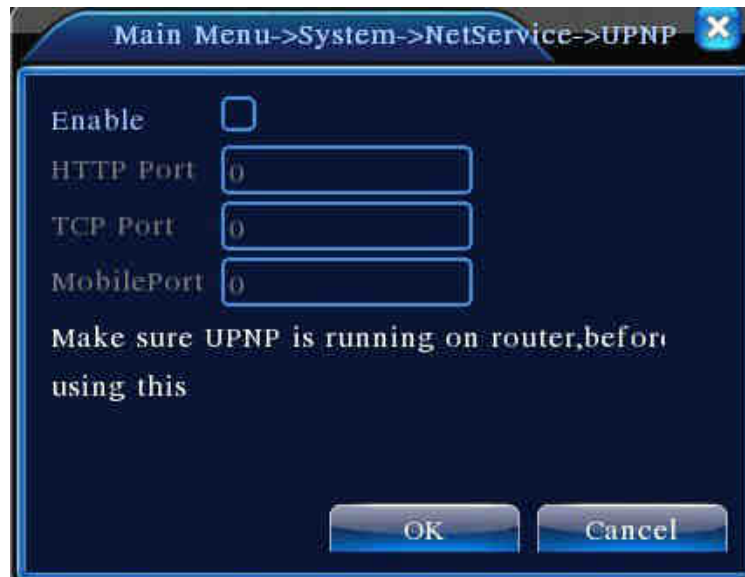 Main Menu->System->NetService->UPNP
Enable
HTTP Port 0
TCP Port 0
MobilePort 0
Make sure UPNP is running on router,before
using this
OK Cancel